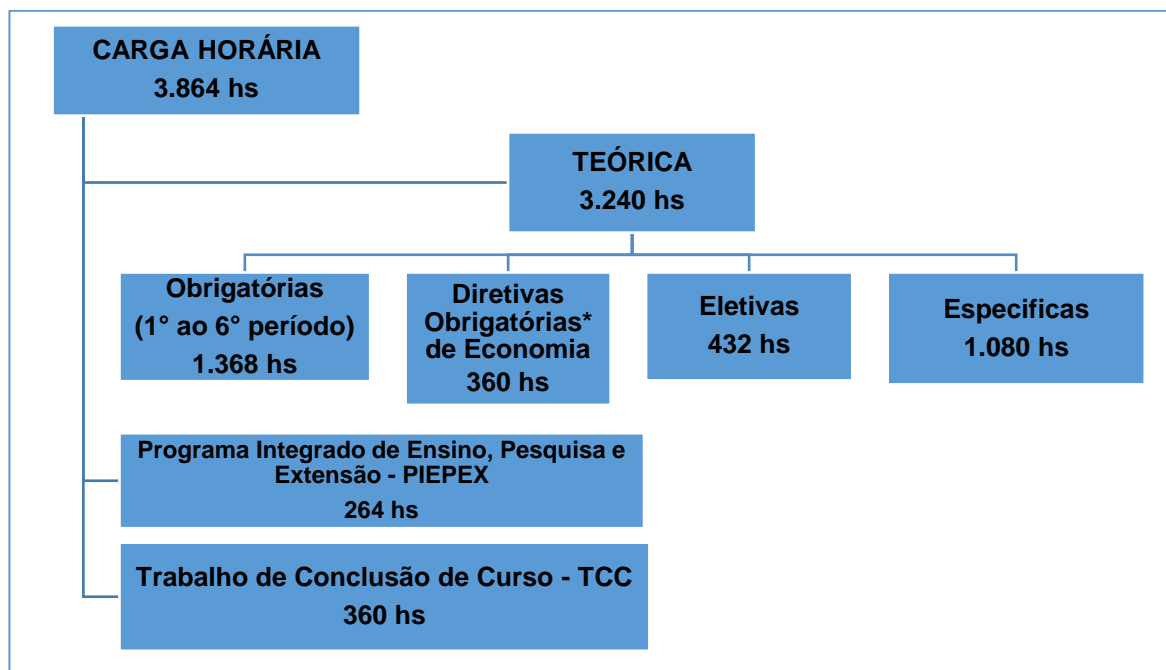 CARGA HORÁRIA
3.864 hs
TEÓRICA
3.240 hs
Obrigatórias
(1° ao 6° período)
1.368 hs
Diretivas
Obrigatórias*
de Economia
360 hs
Eletivas
432 hs
Especificas
1.080 hs
Programa Integrado de Ensino, Pesquisa e
Extensão - PIEPEX
264 hs
Trabalho de Conclusão de Curso - TCC
360 hs